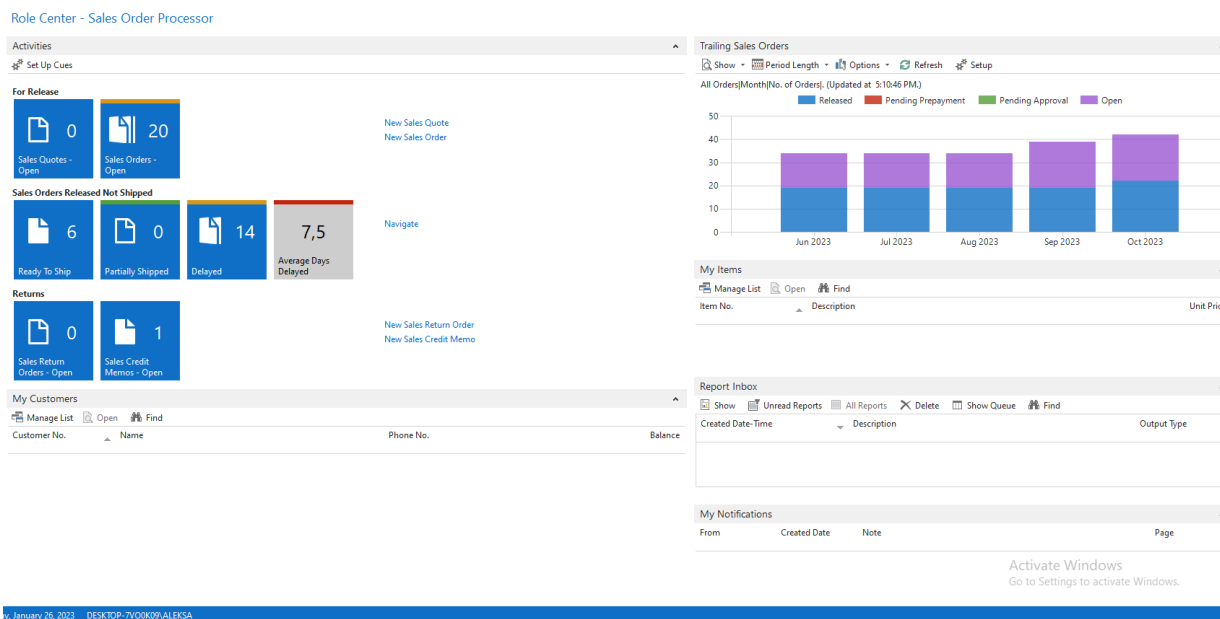 Role Center - Sales Order Processor
Activities
Set Up Cues
For Release
0
Sales Quotes -
Open
20
Sales Orders -
Open
New Sales Quote
New Sales Order
Sales Orders Released Not Shipped
6
Ready To Ship
0
Partially Shipped
14
Delayed
7,5
Average Days
Delayed
Navigate
Returns
0
Sales Return
Orders - Open
1
Sales Credit
Memos - Open
New Sales Return Order
New Sales Credit Memo
My Customers
Manage List Open Find
Customer No. Name Phone No. Balance
Trailing Sales Orders
Show Period Length Options Refresh Setup
All Orders|Month|No. of Orders|. (Updated at 5:10:46 PM.)
Released Pending Prepayment Pending Approval Open
50
40
30
20
10
0
Jun 2023 Jul 2023 Aug 2023 Sep 2023 Oct 2023
My Items
Manage List Open Find
Item No. Description Unit Pric
Report Inbox
Show Unread Reports All Reports Delete Show Queue Find
Created Date-Time Description Output Type
My Notifications
From Created Date Note Page
Activate Windows
Go to Settings to activate Windows.
January 26, 2023 DESKTOP-7VO0K09\ALEKSA